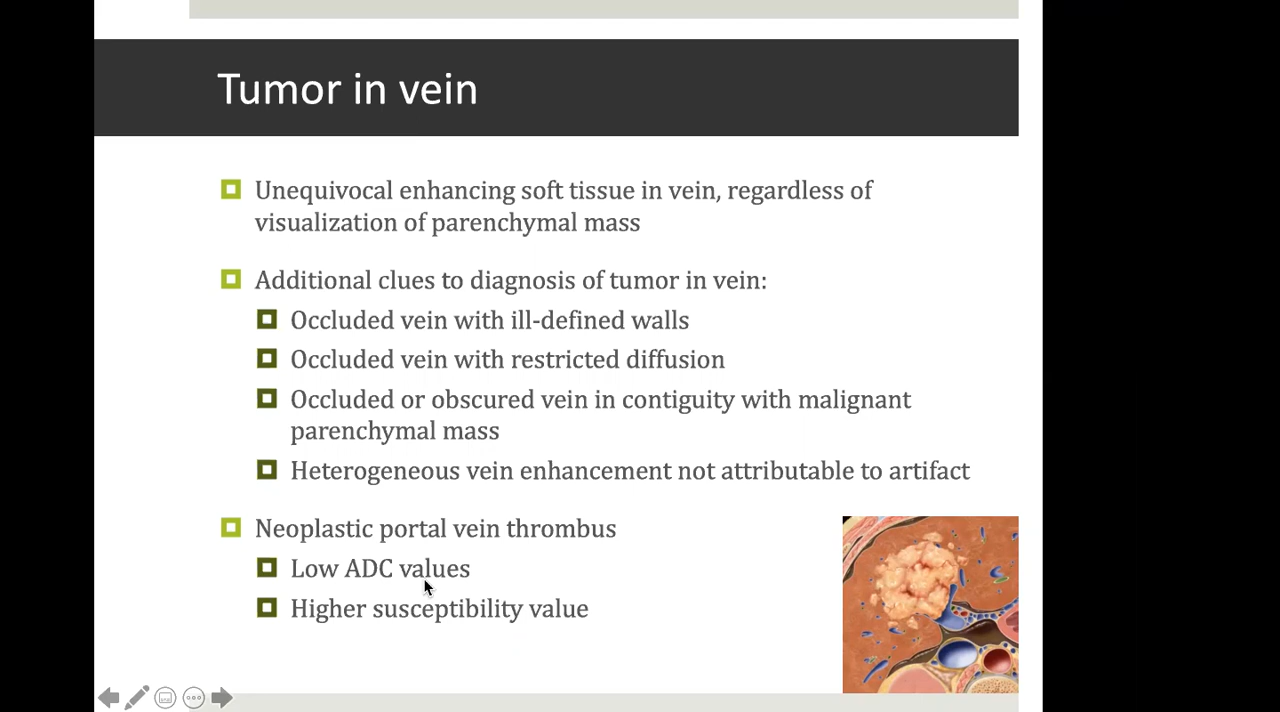 Tumor in vein
Unequivocal enhancing soft tissue in vein, regardless of
visualization of parenchymal mass
Additional clues to diagnosis of tumor in vein:
Occluded vein with ill-defined walls
Occluded vein with restricted diffusion
Occluded or obscured vein in contiguity with malignant
parenchymal mass
Heterogeneous vein enhancement not attributable to artifact
Neoplastic portal vein thrombus
Low ADC values
Higher susceptibility value